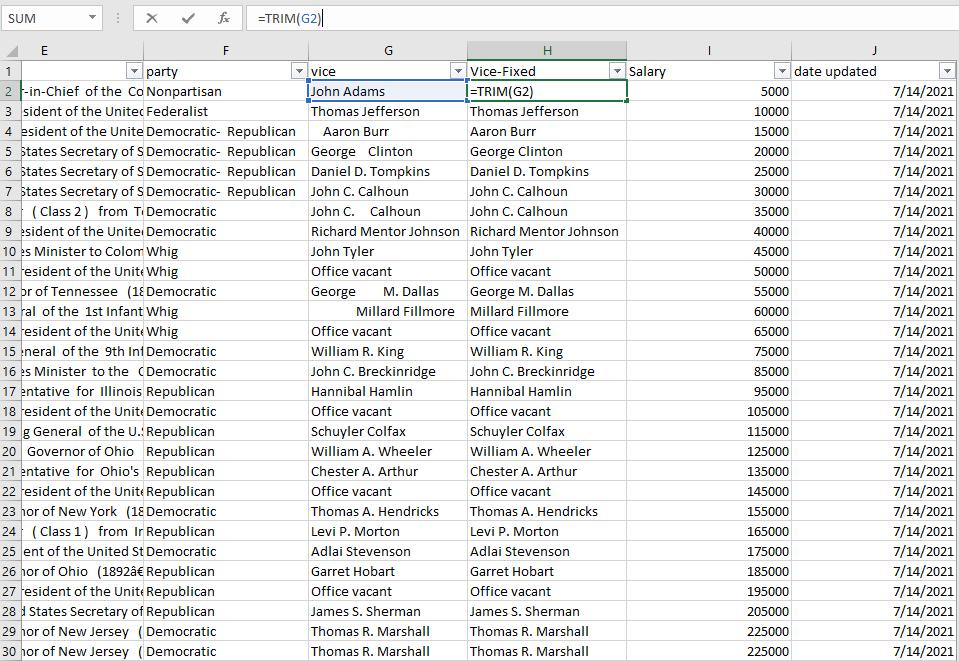 SUM =TRIM(G2)
E F G H I J
1 party vice Vice-Fixed Salary date updated
2 r-in-Chief of the Co Nonpartisan John Adams =TRIM(G2) 5000 7/14/2021
3 sident of the United Federalist Thomas Jefferson Thomas Jefferson 10000 7/14/2021
4 esident of the Unite Democratic- Republican Aaron Burr Aaron Burr 15000 7/14/2021
5 States Secretary of S Democratic- Republican George Clinton George Clinton 20000 7/14/2021
6 States Secretary of S Democratic- Republican Daniel D. Tompkins Daniel D. Tompkins 25000 7/14/2021
7 States Secretary of S Democratic- Republican John C. Calhoun John C. Calhoun 30000 7/14/2021
8 ( Class 2 ) from Te Democratic John C. Calhoun John C. Calhoun 35000 7/14/2021
9 esident of the Unite Democratic Richard Mentor Johnson Richard Mentor Johnson 40000 7/14/2021
10 es Minister to Colom Whig John Tyler John Tyler 45000 7/14/2021
11 resident of the Unite Whig Office vacant Office vacant 50000 7/14/2021
12 or of Tennessee (18 Democratic George M. Dallas George M. Dallas 55000 7/14/2021
13 ral of the 1st Infant Whig Millard Fillmore Millard Fillmore 60000 7/14/2021
14 resident of the Unite Whig Office vacant Office vacant 65000 7/14/2021
15 eneral of the 9th Inf Democratic William R. King William R. King 75000 7/14/2021
16 es Minister to the C Democratic John C. Breckinridge John C. Breckinridge 85000 7/14/2021
17 entative for Illinois Republican Hannibal Hamlin Hannibal Hamlin 95000 7/14/2021
18 resident of the Unite Democratic Office vacant Office vacant 105000 7/14/2021
19 g General of the U.S Republican Schuyler Colfax Schuyler Colfax 115000 7/14/2021
20 Governor of Ohio Republican William A. Wheeler William A. Wheeler 125000 7/14/2021
21 entative for Ohio's Republican Chester A. Arthur Chester A. Arthur 135000 7/14/2021
22 resident of the Unite Republican Office vacant Office vacant 145000 7/14/2021
23 nor of New York (18 Democratic Thomas A. Hendricks Thomas A. Hendricks 155000 7/14/2021
24 ( Class 1 ) from In Republican Levi P. Morton Levi P. Morton 165000 7/14/2021
25 ent of the United St Democratic Adlai Stevenson Adlai Stevenson 175000 7/14/2021
26 nor of Ohio (1892â€ Republican Garret Hobart Garret Hobart 185000 7/14/2021
27 resident of the Unite Republican Office vacant Office vacant 195000 7/14/2021
28 d States Secretary of Republican James S. Sherman James S. Sherman 205000 7/14/2021
29 nor of New Jersey ( Democratic Thomas R. Marshall Thomas R. Marshall 225000 7/14/2021
30 nor of New Jersey ( Democratic Thomas R. Marshall Thomas R. Marshall 225000 7/14/2021